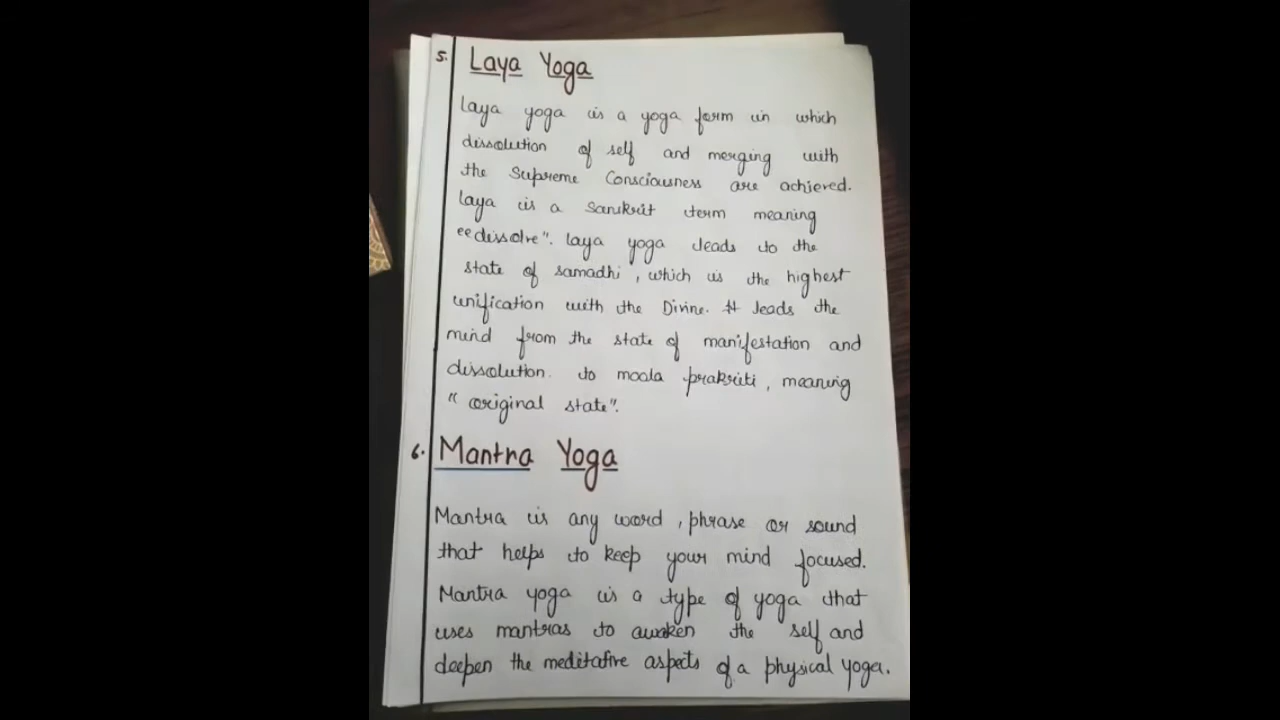 5. Laya Yoga
Laya yoga is a yoga form in which
dissolution of self and merging with
the Supreme Consciousness are achieved.
Laya is a Sanskrit term meaning
"dissolve". Laya yoga leads to the
state of samadhi, which is the highest
unification with the Divine. It leads the
mind from the state of manifestation and
dissolution. to moola prakriti, meaning
"original state".
6. Mantra Yoga
Mantra is any word, phrase or sound
that helps to keep your mind focused.
Mantra yoga is a type of yoga that
uses mantras to awaken the self and
deepen the meditative aspects of a physical yoga.